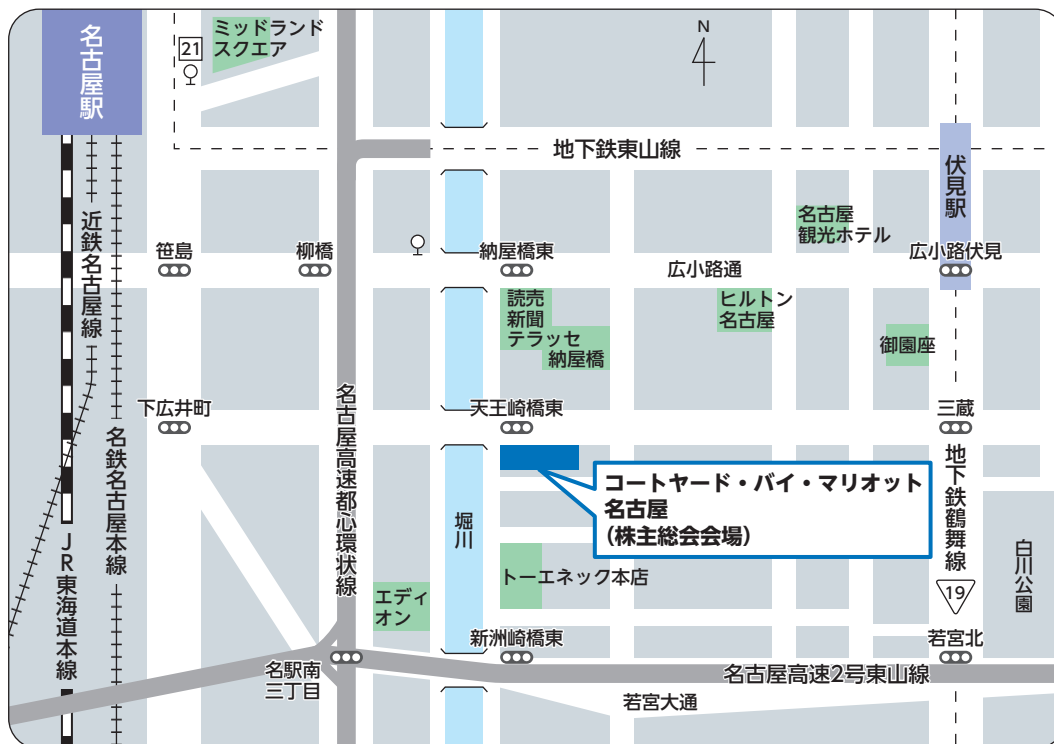 名古屋駅
21
ミッドランド
スクエア
N
地下鉄東山線
伏見駅
名古屋
観光ホテル
近鉄名古屋線
笹島
柳橋
納屋橋東
広小路通
広小路伏見
読売
新聞
テラッセ
納屋橋
ヒルトン
名古屋
御園座
下広井町
名古屋高速都心環状線
天王崎橋東
三蔵
名鉄名古屋本線
コートヤード・バイ・マリオット
名古屋
(株主総会会場)
地下鉄鶴舞線
堀川
JR東海道本線
白川公園
トーエネック本店
エディ
オン
19
新洲崎橋東
若宮北
名駅南
三丁目
名古屋高速2号東山線
若宮大通